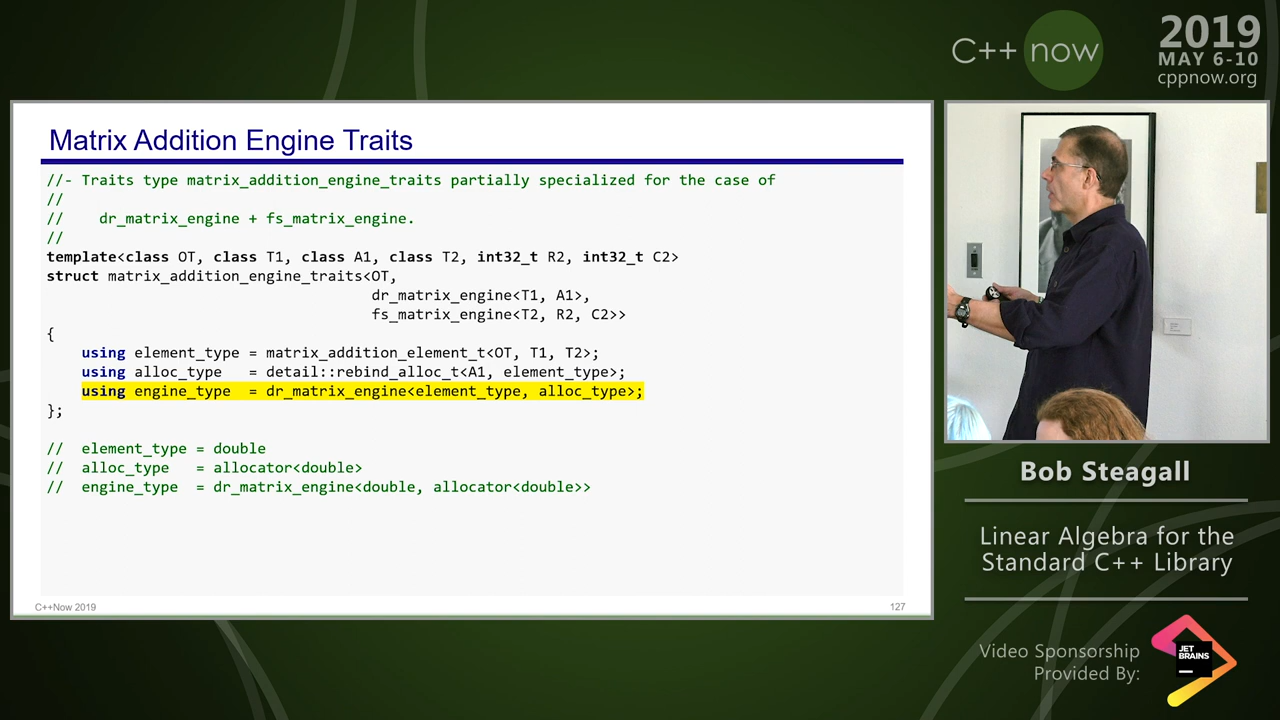 C++ now
2019
MAY 6-10
cppnow.org
Matrix Addition Engine Traits
//- Traits type matrix_addition_engine_traits partially specialized for the case of
//
//    dr_matrix_engine + fs_matrix_engine.
//
template<class OT, class T1, class A1, class T2, int32_t R2, int32_t C2>
struct matrix_addition_engine_traits<OT,
                                     dr_matrix_engine<T1, A1>,
                                     fs_matrix_engine<T2, R2, C2>>
{
    using element_type = matrix_addition_element_t<OT, T1, T2>;
    using alloc_type   = detail::rebind_alloc_t<A1, element_type>;
    using engine_type  = dr_matrix_engine<element_type, alloc_type>;
};
//  element_type = double
//  alloc_type   = allocator<double>
//  engine_type  = dr_matrix_engine<double, allocator<double>>
C++Now 2019
127
Bob Steagall
Linear Algebra for the
Standard C++ Library
Video Sponsorship
Provided By:
JET
BRAINS